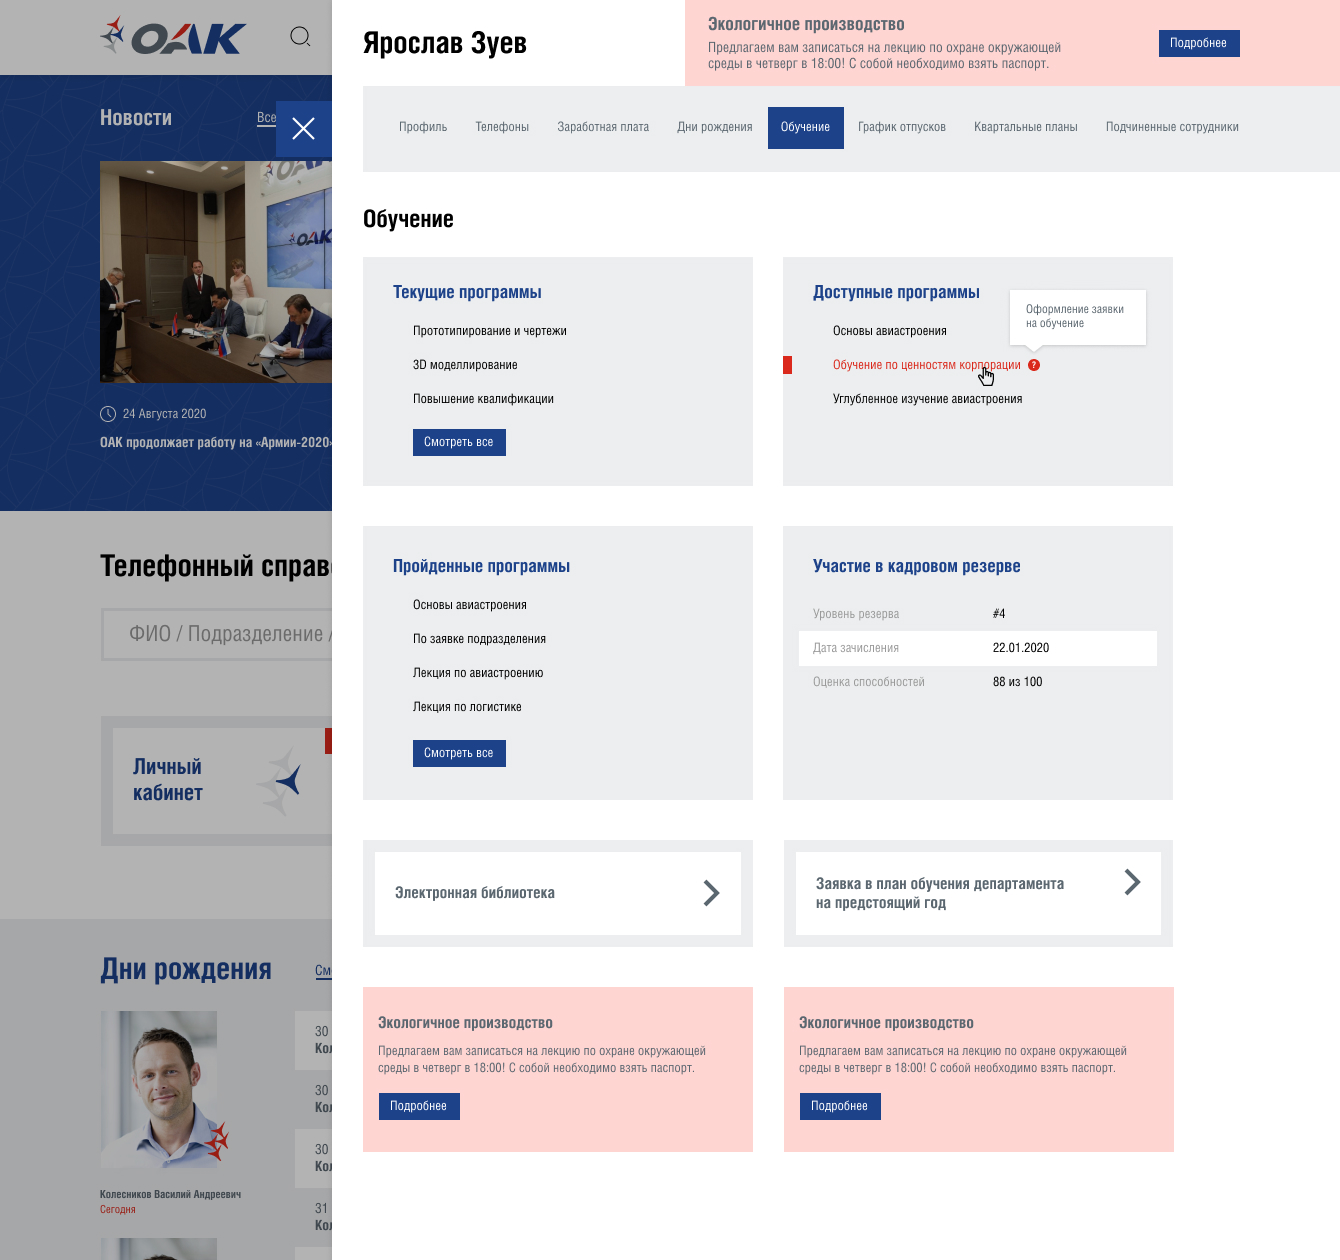 ОАК
Новости
Все
24 Августа 2020
ОАК продолжает работу на «Армии-2020»
Телефонный справ
ФИО / Подразделение /
Личный
кабинет
Дни рождения
См
30
Кол
30
Кол
30
Кол
31
Кол
Колесников Василий Андреевич
Сегодня
Ярослав Зуев
Экологичное производство
Предлагаем вам записаться на лекцию по охране окружающей
среды в четверг в 18:00! С собой необходимо взять паспорт.
Подробнее
Профиль
Телефоны
Заработная плата
Дни рождения
Обучение
График отпусков
Квартальные планы
Подчиненные сотрудники
Обучение
Текущие программы
Прототипирование и чертежи
3D моделлирование
Повышение квалификации
Смотреть все
Доступные программы
Оформление заявки
на обучение
Основы авиастроения
Обучение по ценностям корпорации ?
Углубленное изучение авиастроения
Пройденные программы
Основы авиастроения
По заявке подразделения
Лекция по авиастроению
Лекция по логистике
Смотреть все
Участие в кадровом резерве
Уровень резерва #4
Дата зачисления 22.01.2020
Оценка способностей 88 из 100
Электронная библиотека
Заявка в план обучения департамента
на предстоящий год
Экологичное производство
Предлагаем вам записаться на лекцию по охране окружающей
среды в четверг в 18:00! С собой необходимо взять паспорт.
Подробнее
Экологичное производство
Предлагаем вам записаться на лекцию по охране окружающей
среды в четверг в 18:00! С собой необходимо взять паспорт.
Подробнее